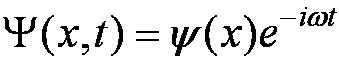 Ψ(x,t) = ψ(x)e^{-iωt}